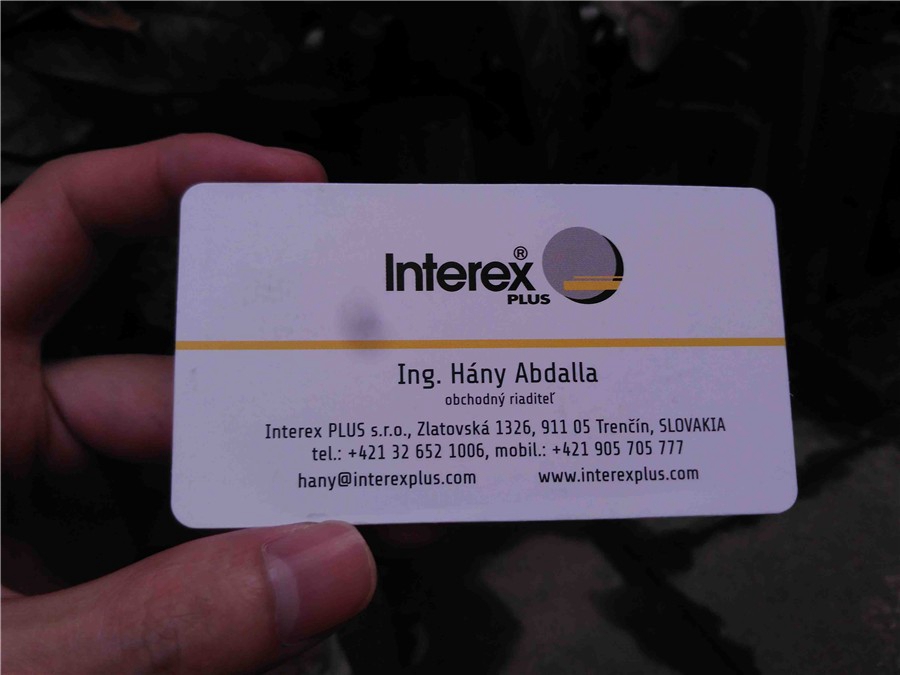 Interex®
PLUS
Ing. Hány Abdalla
obchodný riaditeľ
Interex PLUS s.r.o., Zlatovská 1326, 911 05 Trenčín, SLOVAKIA
tel.: +421 32 652 1006, mobil.: +421 905 705 777
hany@interexplus.com www.interexplus.com